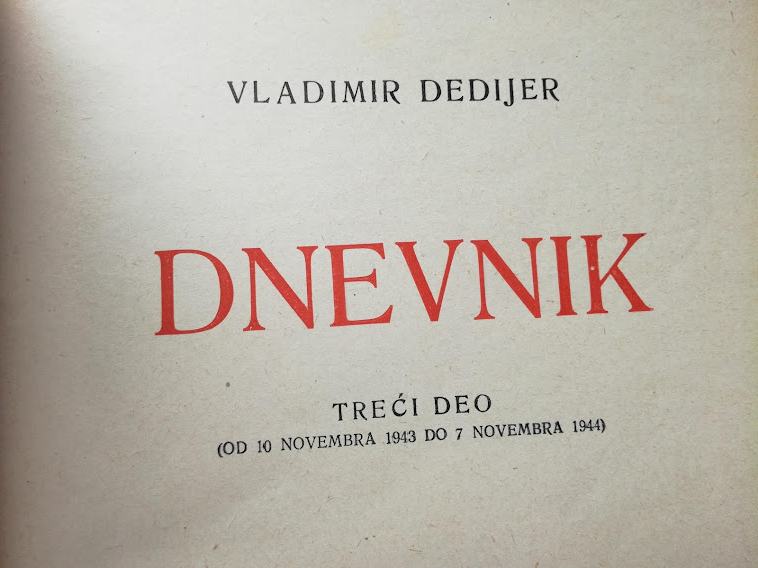 VLADIMIR DEDIJER
DNEVNIK
TREĆI DEO
(OD 10 NOVEMBRA 1943 DO 7 NOVEMBRA 1944)